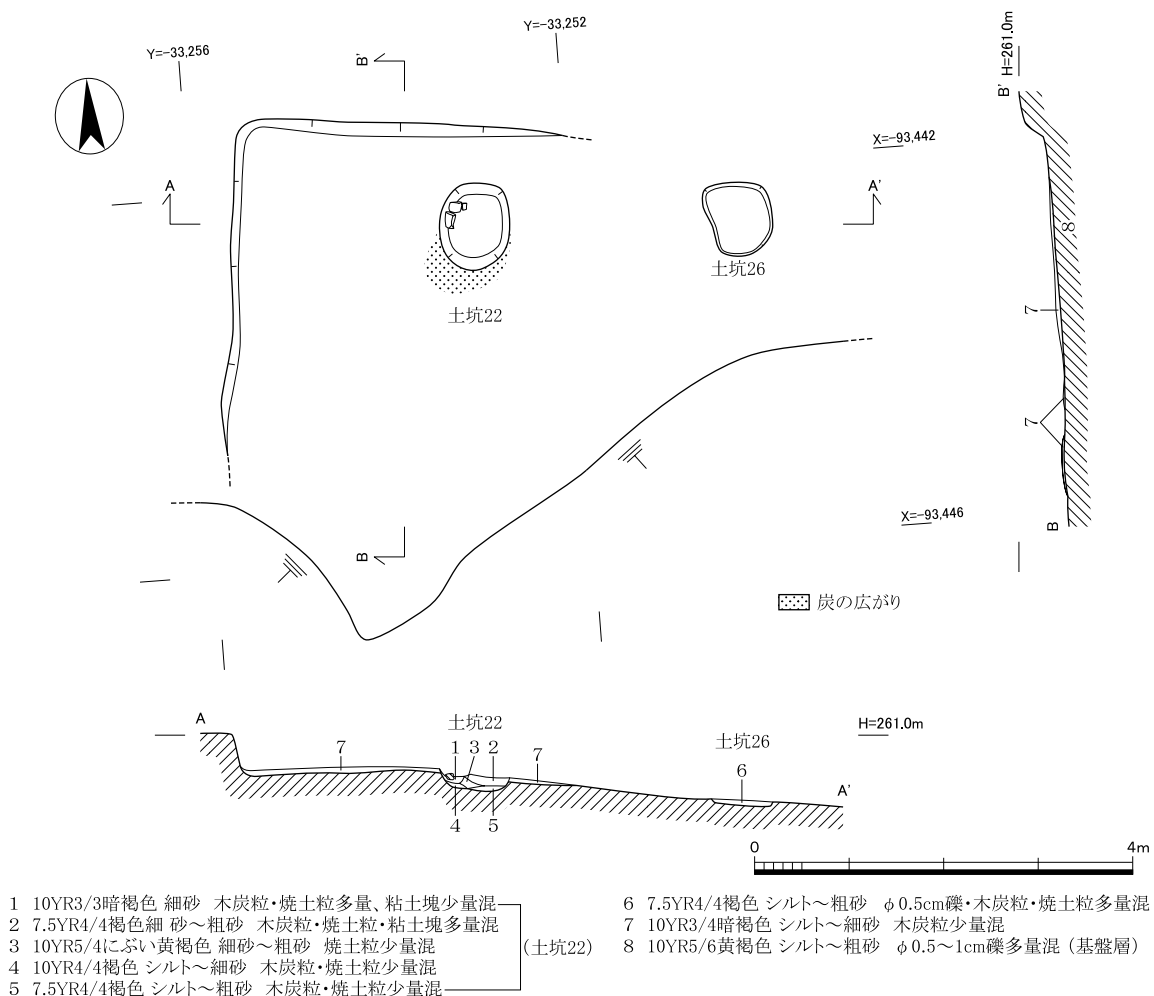 Y=-33,256
Y=-33,252
B'
B' H=261.0m
X=-93,442
A
A'
土坑22
土坑26
8
7
7
B
B
X=-93,446
炭の広がり
A
土坑22
H=261.0m
土坑26
7
1
3
2
7
6
A'
4
5
0
4m
1 10YR3/3暗褐色 細砂 木炭粒・焼土粒多量、粘土塊少量混
2 7.5YR4/4褐色細 砂～粗砂 木炭粒・焼土粒・粘土塊多量混
3 10YR5/4にぶい黄褐色 細砂～粗砂 焼土粒少量混
4 10YR4/4褐色 シルト～細砂 木炭粒・焼土粒少量混
5 7.5YR4/4褐色 シルト～粗砂 木炭粒・焼土粒少量混
(土坑22)
6 7.5YR4/4褐色 シルト～粗砂 φ0.5cm礫・木炭粒・焼土粒多量混
7 10YR3/4暗褐色 シルト～細砂 木炭粒少量混
8 10YR5/6黄褐色 シルト～粗砂 φ0.5～1cm礫多量混 (基盤層)